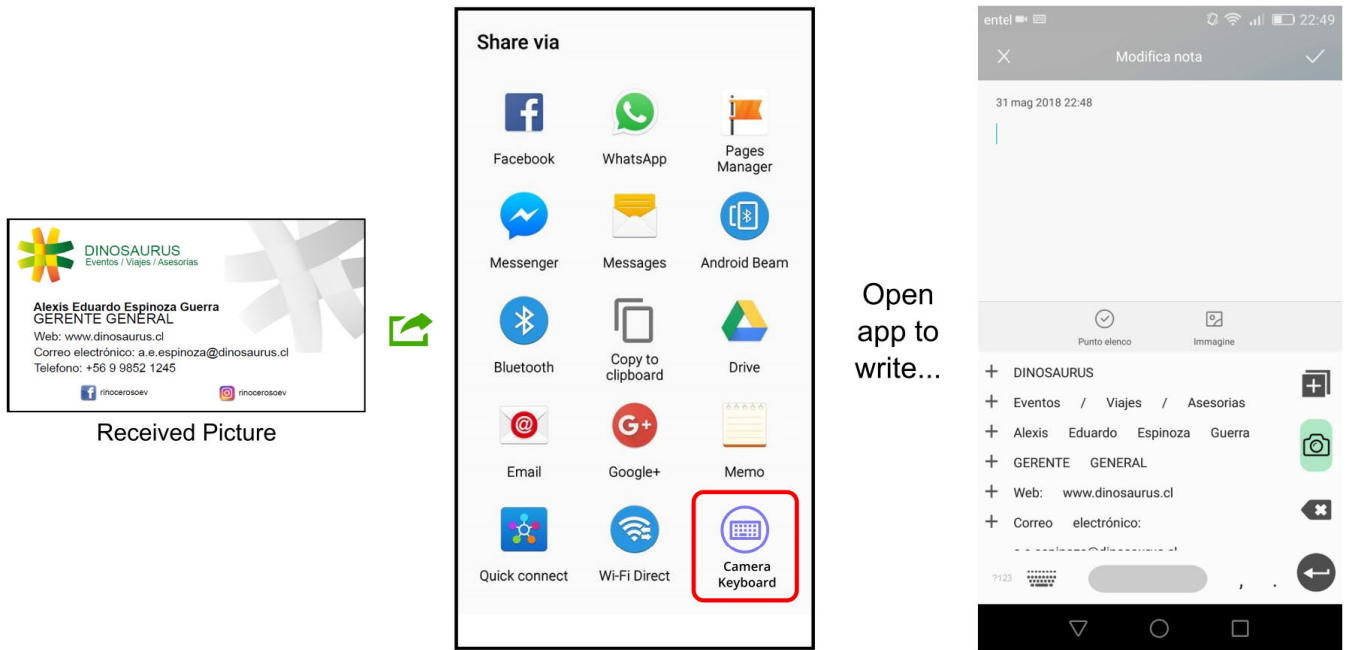 DINOSAURUS
Eventos / Viajes / Asesorias
Alexis Eduardo Espinoza Guerra
GERENTE GENERAL
Web: www.dinosaurus.cl
Correo electrónico: a.e.espinoza@dinosaurus.cl
Telefono: +56 9 9852 1245
rinocerosoev
rinocerosoev
Received Picture
Share via
Facebook
WhatsApp
Pages
Manager
Messenger
Messages
Android Beam
Bluetooth
Copy to
clipboard
Drive
Email
Google+
Memo
Quick connect
Wi-Fi Direct
Camera
Keyboard
Open
app to
write...
entel 22:49
Modifica nota
31 mag 2018 22:48
Punto elenco
Immagine
+ DINOSAURUS
+ Eventos / Viajes / Asesorias
+ Alexis Eduardo Espinoza Guerra
+ GERENTE GENERAL
+ Web: www.dinosaurus.cl
+ Correo electrónico:
?123 , .